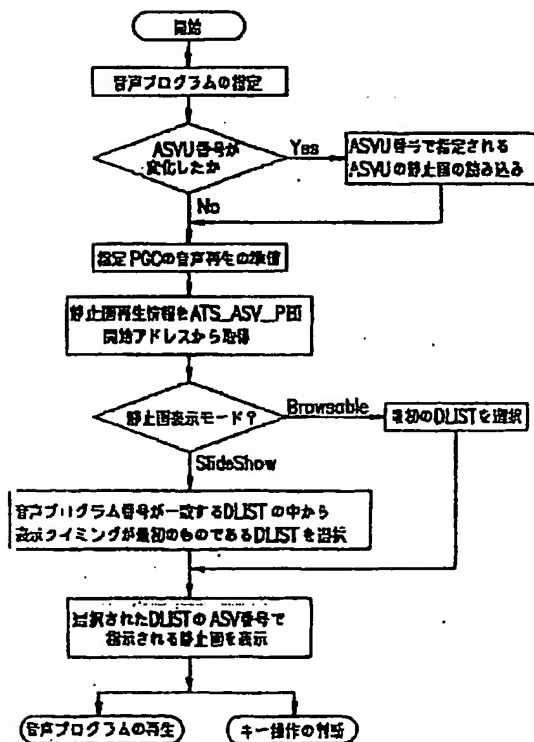 開始
音声プログラムの指定
ASVU番号が
変化したか
Yes
ASVU番号で指定される
ASVUの静止画の読み込み
No
指定PGCの音声再生の準備
静止画再生情報をATS_ASV_PBI
開始アドレスから取得
静止画表示モード?
Browsable
最初のDLISTを選択
SlideShow
音声プログラム番号が一致するDLISTの中から
表示タイミングが最初のものであるDLISTを選択
選択されたDLISTのASV番号で
指示される静止画を表示
音声プログラムの再生
キー操作の判断